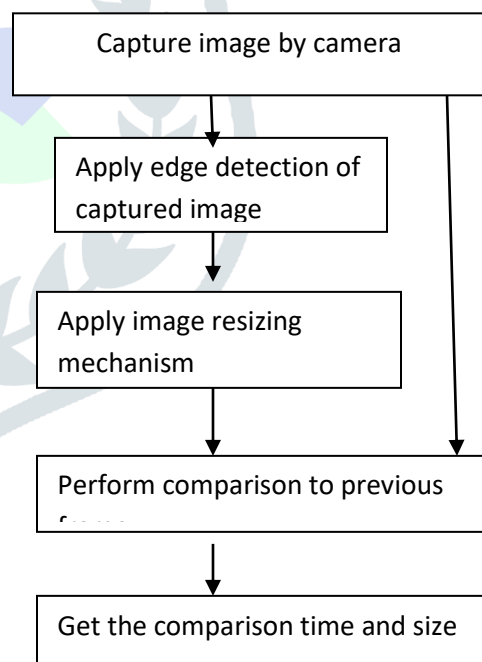 Capture image by camera
Apply edge detection of
captured image
Apply image resizing
mechanism
Perform comparison to previous
Get the comparison time and size